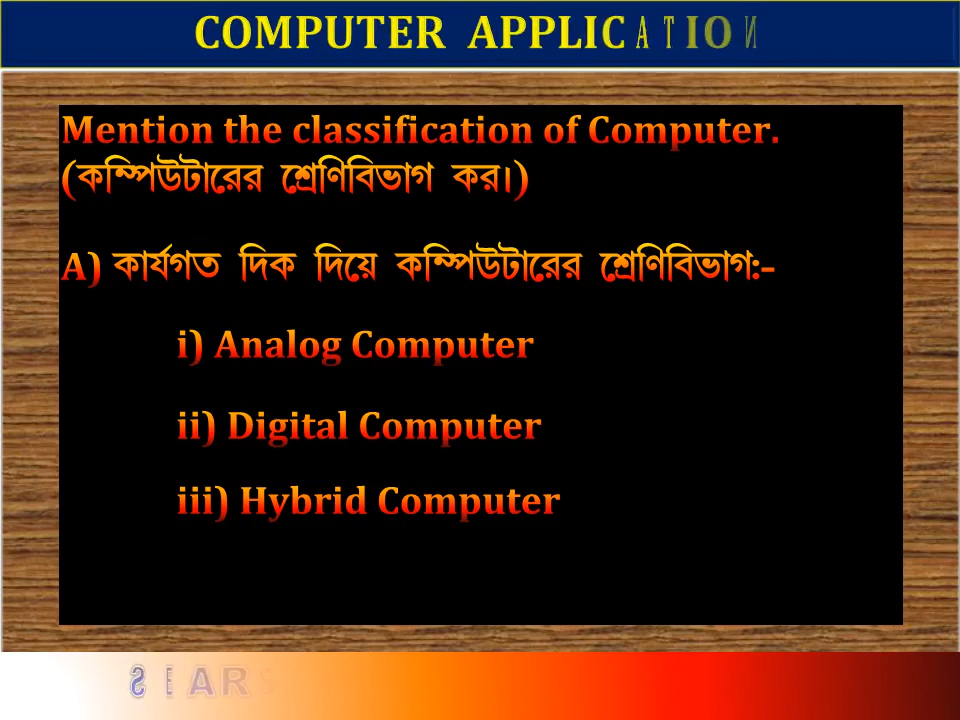 COMPUTER APPLICATION
Mention the classification of Computer.
(কম্পিউটারের শ্রেণিবিভাগ কর।)
A) কার্যগত দিক দিয়ে কম্পিউটারের শ্রেণিবিভাগঃ-
i) Analog Computer
ii) Digital Computer
iii) Hybrid Computer